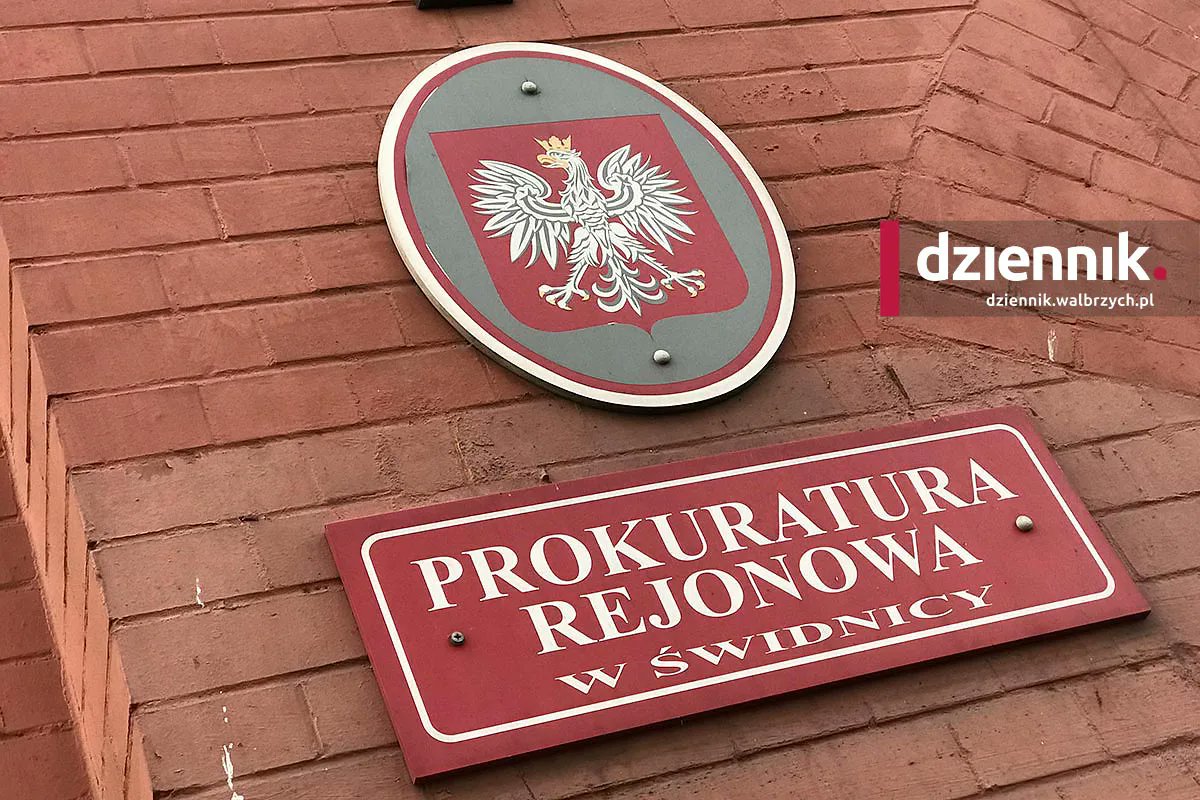 dziennik.
dziennik.walbrzych.pl
PROKURATURA
REJONOWA
W ŚWIDNICY